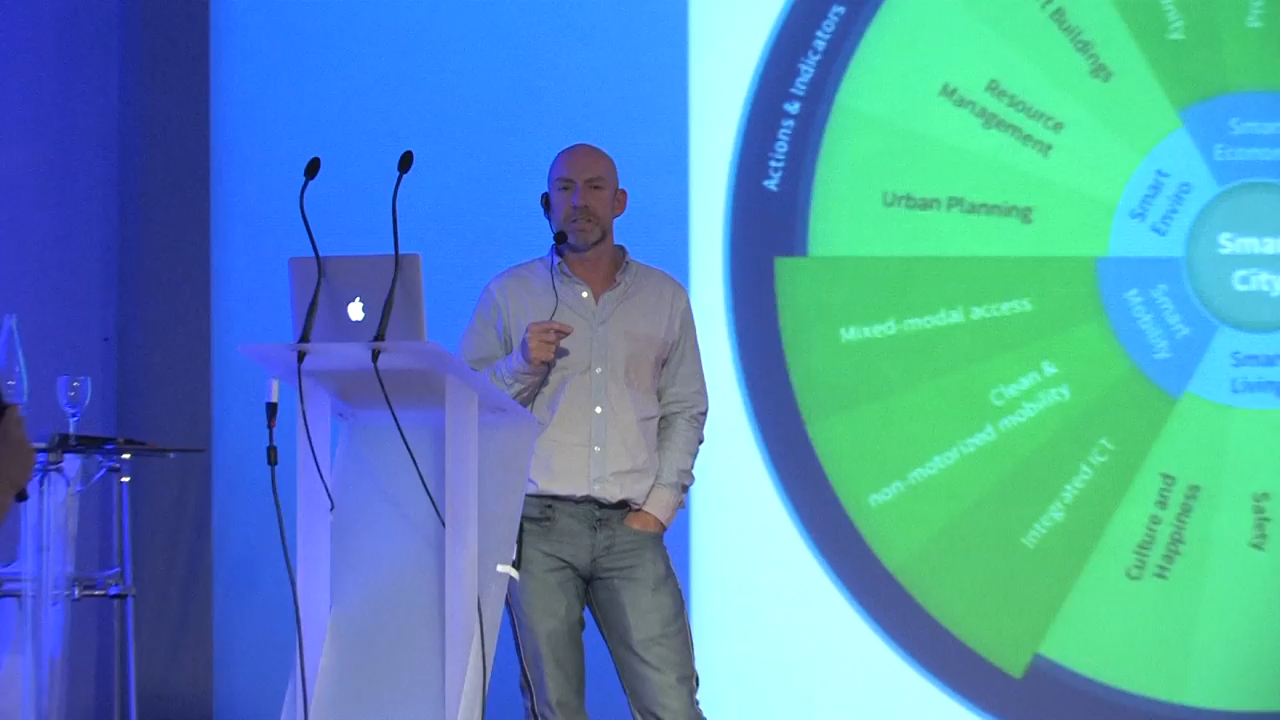 Actions & Indicators
Buildings
Resource
Management
Urban Planning
Smart
Enviro
Mixed-modal access
Smart
Mobility
Clean &
non-motorized mobility
Integrated ICT
Culture and
Happiness
Safety
City